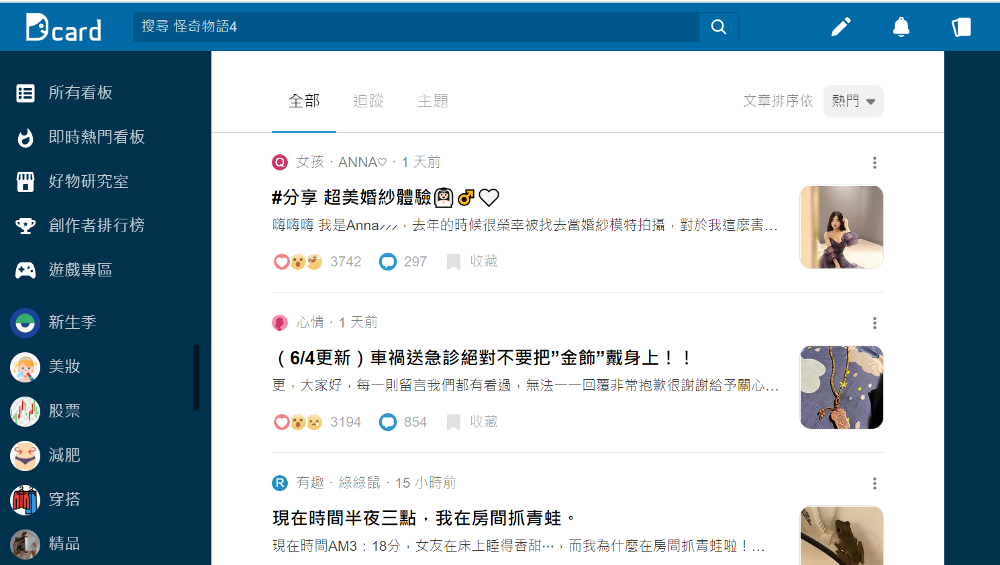 Dcard
搜尋 怪奇物語4
所有看板
即時熱門看板
好物研究室
創作者排行榜
遊戲專區
新生季
美妝
股票
減肥
穿搭
精品
全部 追蹤 主題
文章排序依 熱門
Q 女孩 · ANNA♡ · 1 天前
#分享 超美婚紗體驗👰🏻‍♂️🤍
嗨嗨嗨 我是Anna⸝⸝⸝，去年的時候很榮幸被找去當婚紗模特拍攝，對於我這麼害…
3742 297 收藏
心情 · 1 天前
（6/4更新）車禍送急診絕對不要把”金飾”戴身上！！
更，大家好，每一則留言我們都有看過，無法一一回覆非常抱歉很謝謝給予關心…
3194 854 收藏
R 有趣 · 綠綠鼠 · 15 小時前
現在時間半夜三點，我在房間抓青蛙。
現在時間AM3：18分，女友在床上睡得香甜⋯，而我為什麼在房間抓青蛙啦！…